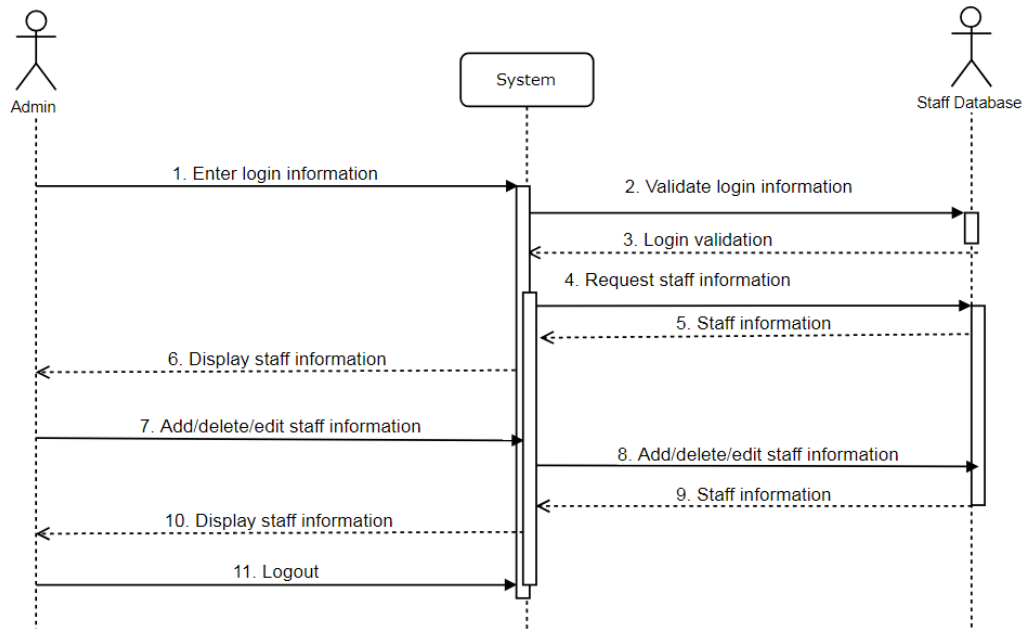 System
Admin
Staff Database
1. Enter login information
2. Validate login information
3. Login validation
4. Request staff information
5. Staff information
6. Display staff information
7. Add/delete/edit staff information
8. Add/delete/edit staff information
9. Staff information
10. Display staff information
11. Logout